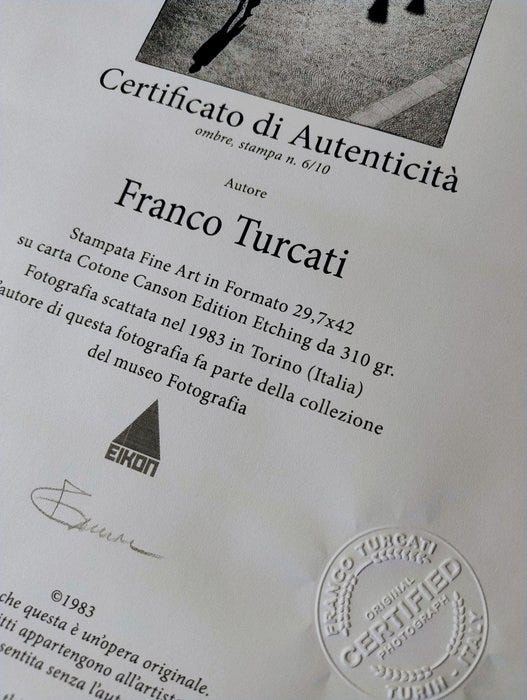 Certificato di Autenticità
ombre, stampa n. 6/10
Autore
Franco Turcati
Stampata Fine Art in Formato 29,7x42
su carta Cotone Canson Edition Etching da 310 gr.
Fotografia scattata nel 1983 in Torino (Italia)
'autore di questa fotografia fa parte della collezione
del museo Fotografia
EIKON
©1983
che questa è un'opera originale.
itti appartengono all'artista
sentita senza l'aut
FRANCO TURCATI
ORIGINAL
CERTIFIED
PHOTOGRAPH
TURIN - ITALY